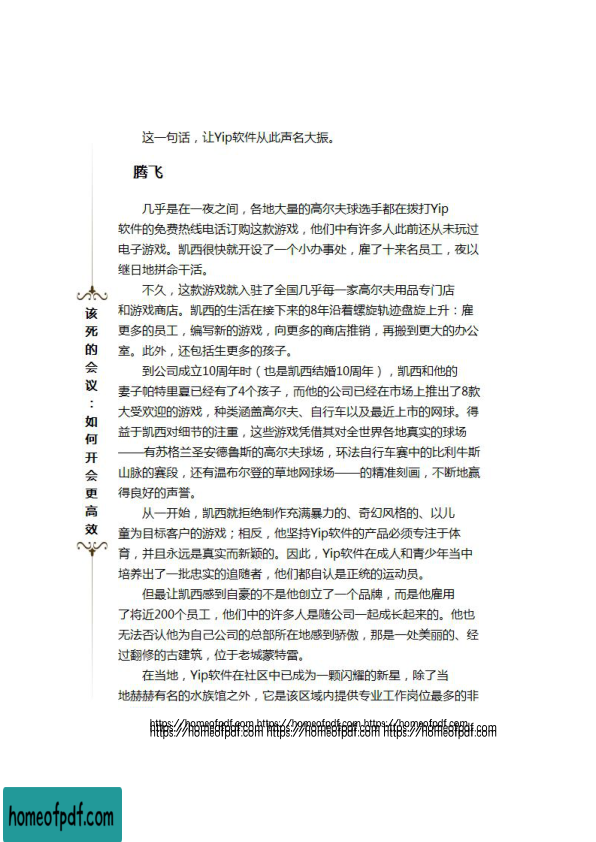 这一句话，让Yip软件从此声名大振。
腾飞
几乎是在一夜之间，各地大量的高尔夫球选手都在拨打Yip
软件的免费热线电话订购这款游戏，他们中有许多人此前还从未玩过
电子游戏。凯西很快就开设了一个小办事处，雇了十来名员工，夜以
继日地拼命干活。
不久，这款游戏就入驻了全国几乎每一家高尔夫用品专门店
和游戏商店。凯西的生活在接下来的8年沿着螺旋轨迹盘旋上升：雇
更多的员工，编写新的游戏，向更多的商店推销，再搬到更大的办公
室。此外，还包括生更多的孩子。
到公司成立10周年时（也是凯西结婚10周年），凯西和他的
妻子帕特里夏已经有了4个孩子，而他的公司已经在市场上推出了8款
大受欢迎的游戏，种类涵盖高尔夫、自行车以及最近上市的网球。得
益于凯西对细节的注重，这些游戏凭借其对全世界各地真实的球场
——有苏格兰圣安德鲁斯的高尔夫球场，环法自行车赛中的比利牛斯
山脉的赛段，还有温布尔登的草地网球场——的精准刻画，不断地赢
得良好的声誉。
从一开始，凯西就拒绝制作充满暴力的、奇幻风格的、以儿
童为目标客户的游戏；相反，他坚持Yip软件的产品必须专注于体
育，并且永远是真实而新颖的。因此，Yip软件在成人和青少年当中
培养出了一批忠实的追随者，他们都自认是正统的运动员。
但最让凯西感到自豪的不是他创立了一个品牌，而是他雇用
了将近200个员工，他们中的许多人是随公司一起成长起来的。他也
无法否认他为自己公司的总部所在地感到骄傲，那是一处美丽的、经
过翻修的古建筑，位于老城蒙特雷。
在当地，Yip软件在社区中已成为一颗闪耀的新星，除了当
地赫赫有名的水族馆之外，它是该区域内提供专业工作岗位最多的非
该死的会议：如何开会更高效
https://homeofpdf.com https://homeofpdf.com https://homeofpdf.com
https://homeofpdf.com https://homeofpdf.com https://homeofpdf.com
homeofpdf.com